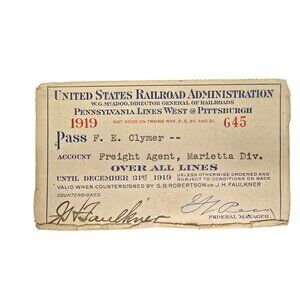 UNITED STATES RAILROAD ADMINISTRATION
W.G. McADOO, DIRECTOR GENERAL OF RAILROADS
PENNSYLVANIA LINES WEST OF PITTSBURGH
1919 NOT GOOD ON TRAINS NOS. 2, 5, 30 AND 31. G45
Pass F. E. Clymer --
ACCOUNT Freight Agent, Marietta Div.
OVER ALL LINES
UNTIL DECEMBER 31st 1919 UNLESS OTHERWISE ORDERED AND SUBJECT TO CONDITIONS ON BACK
VALID WHEN COUNTERSIGNED BY S.B. ROBERTSON OR J.H. FAULKNER
COUNTERSIGNED
J H Faulkner
FEDERAL MANAGER.